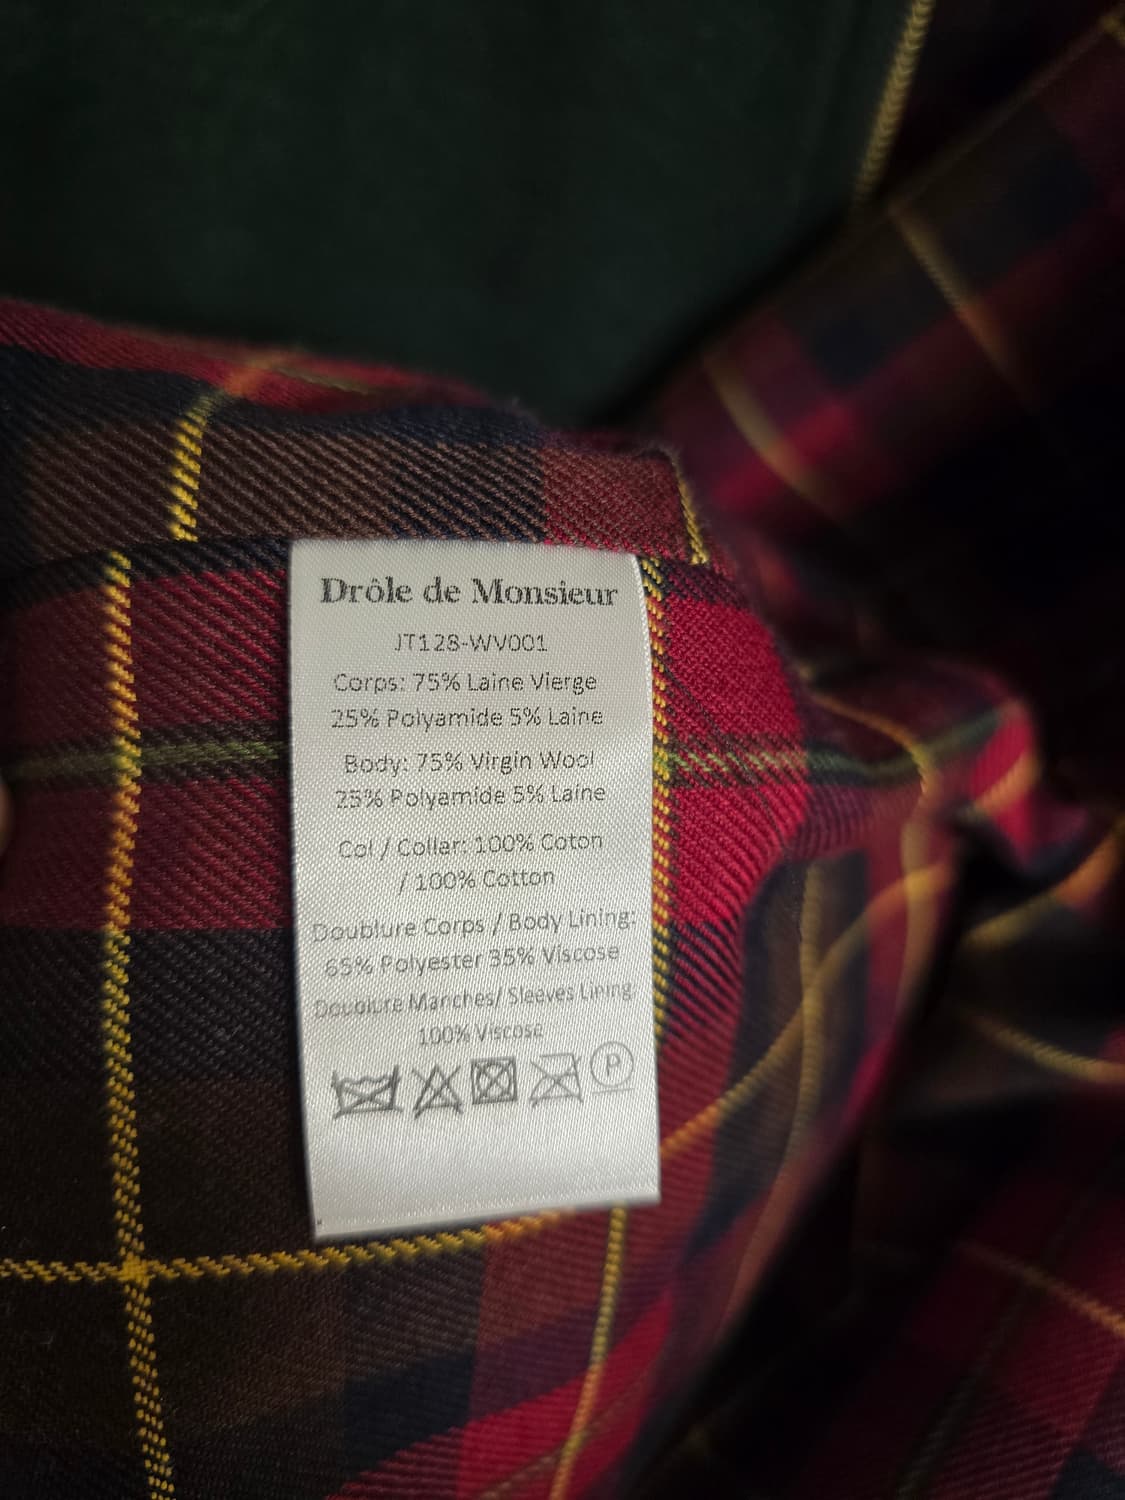 Drôle de Monsieur
JT128-WV001
Corps: 75% Laine Vierge
25% Polyamide 5% Laine
Body: 75% Virgin Wool
25% Polyamide 5% Laine
Col / Collar: 100% Coton
/ 100% Cotton
Doublure Corps / Body Lining:
65% Polyester 35% Viscose
Doublure Manches/ Sleeves Lining:
100% Viscose
P